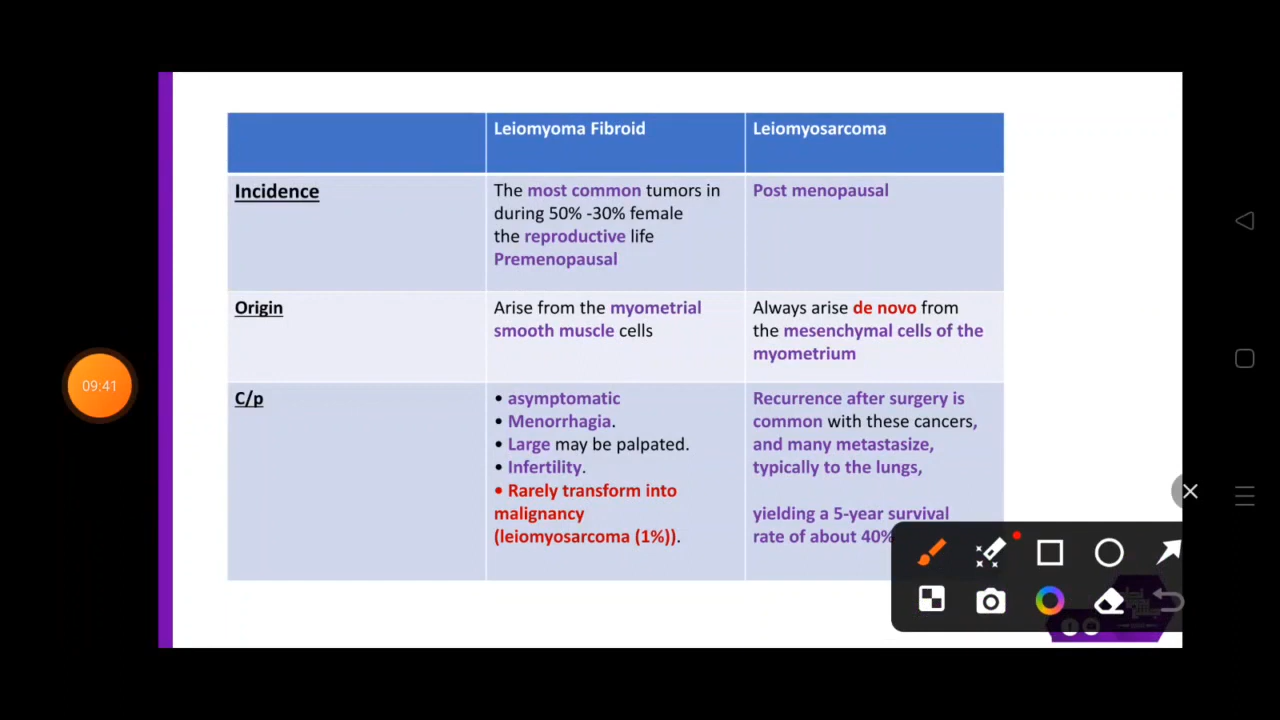 Leiomyoma Fibroid
Leiomyosarcoma
Incidence
The most common tumors in
during 50% -30% female
the reproductive life
Premenopausal
Post menopausal
Origin
Arise from the myometrial
smooth muscle cells
Always arise de novo from
the mesenchymal cells of the
myometrium
C/p
• asymptomatic
• Menorrhagia.
• Large may be palpated.
• Infertility.
• Rarely transform into
malignancy
(leiomyosarcoma (1%)).
Recurrence after surgery is
common with these cancers,
and many metastasize,
typically to the lungs,
yielding a 5-year survival
rate of about 40%
09:41